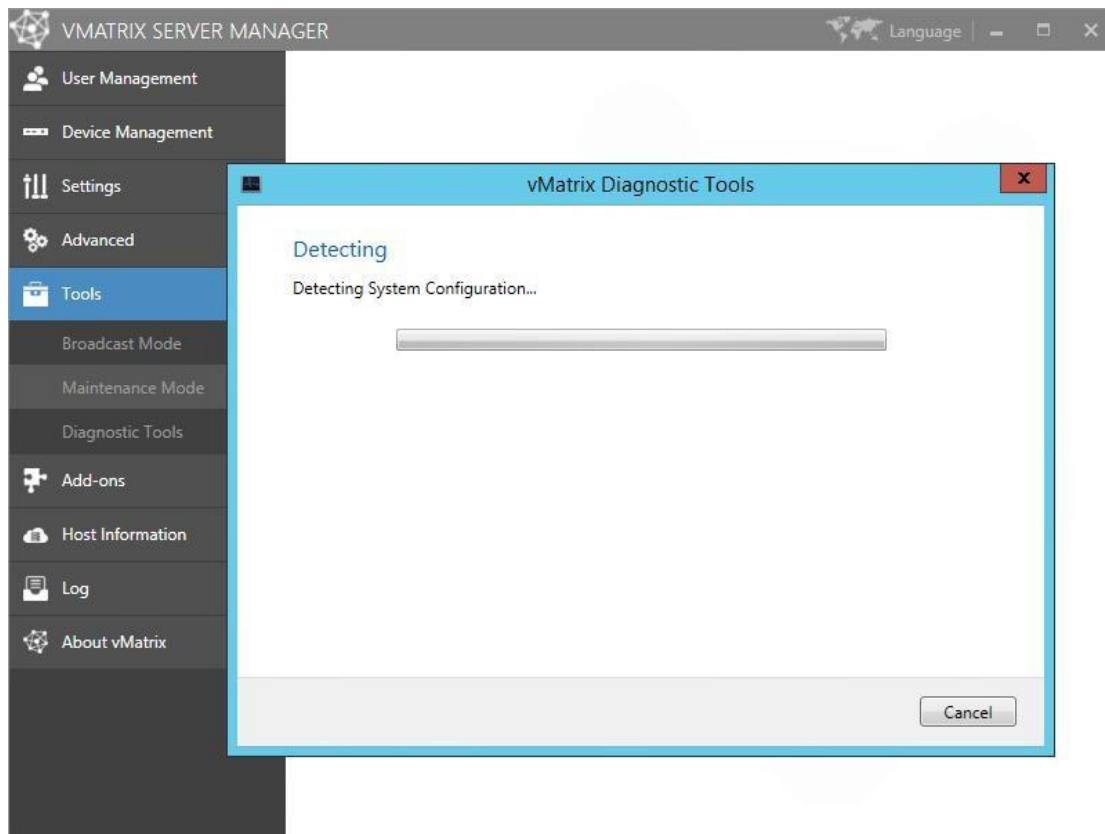 VMATRIX SERVER MANAGER
Language
User Management
Device Management
Settings
Advanced
Tools
Broadcast Mode
Maintenance Mode
Diagnostic Tools
Add-ons
Host Information
Log
About vMatrix
vMatrix Diagnostic Tools
Detecting
Detecting System Configuration...
Cancel